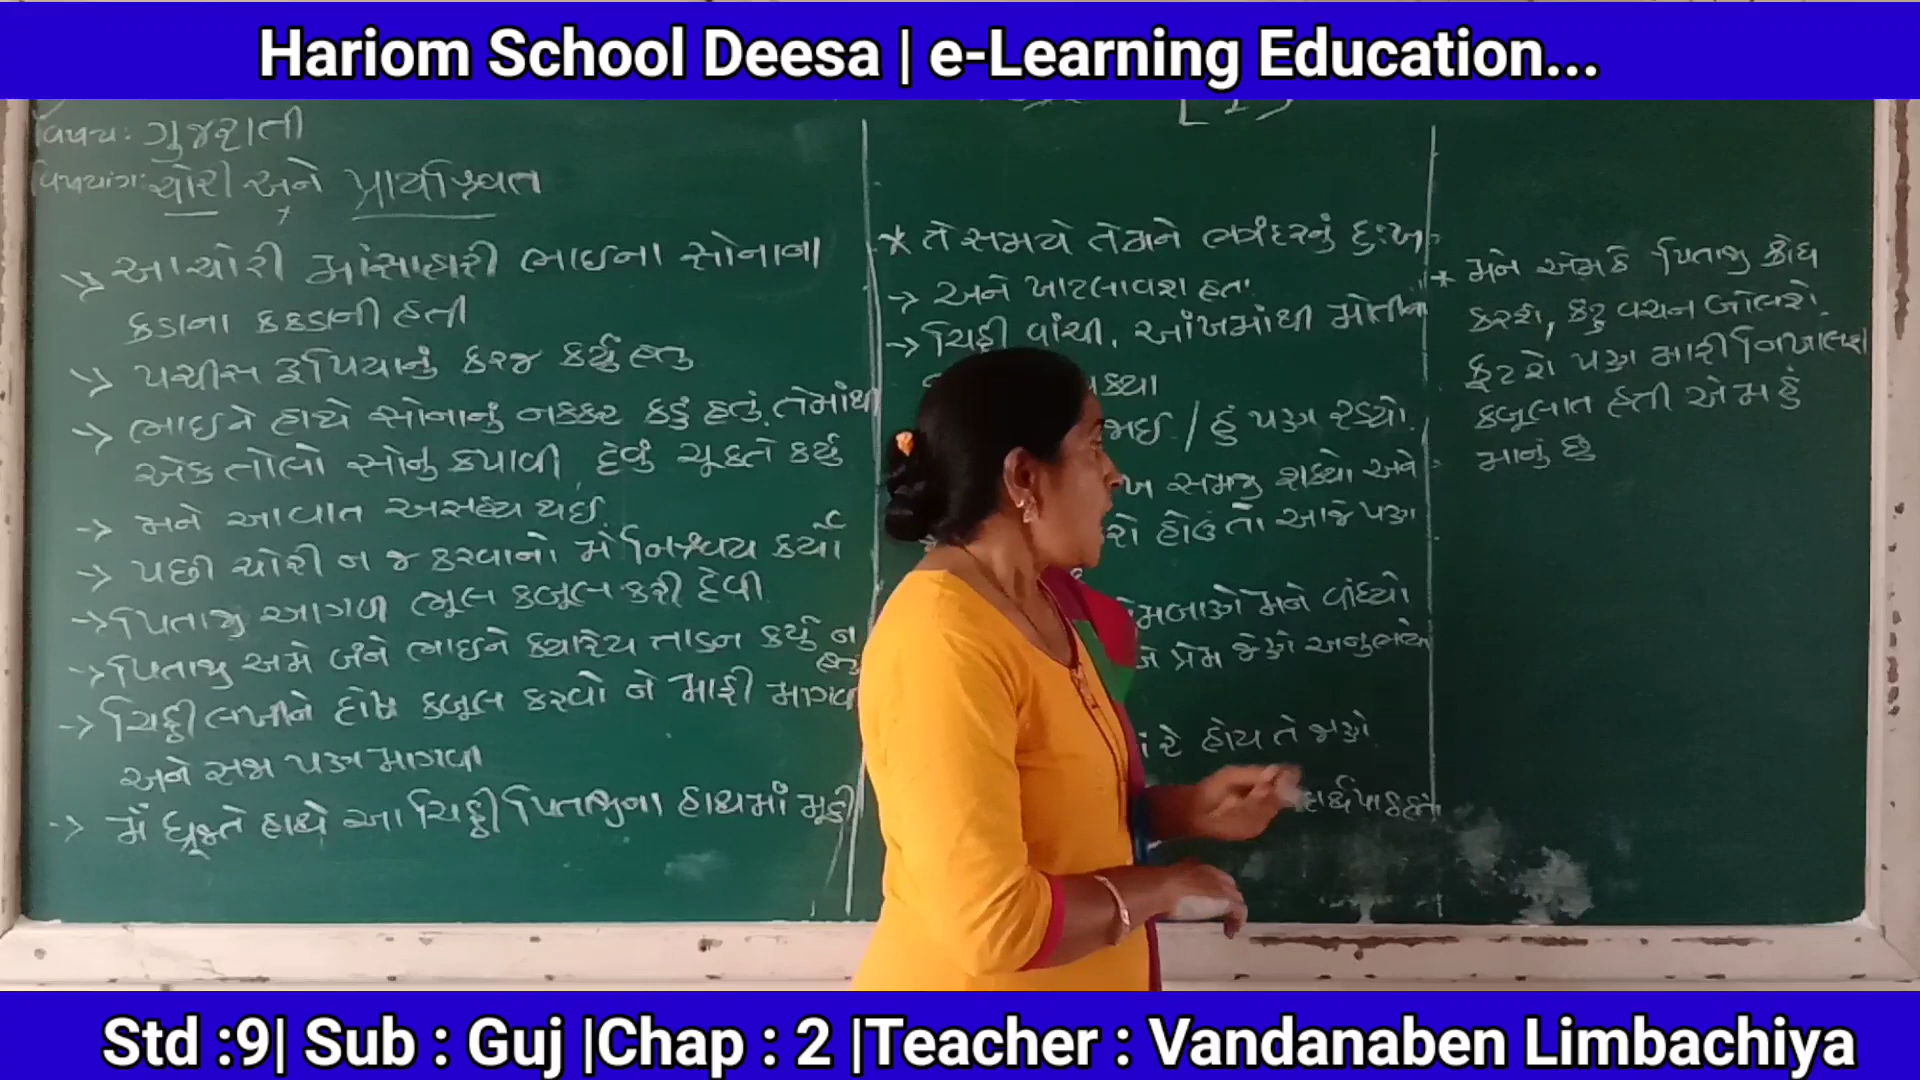 Hariom School Deesa | e-Learning Education...
વિષય: ગુજરાતી
વિષયાંગ: ચોરી અને પ્રાયશ્ચિત
આ ચોરી માંસાહારી ભાઈના સોનાના
કડાના કકડાની હતી
પચીસ રૂપિયાનું કરજ કર્યું હતું
-> ભાઈને હાથે સોનાનું નક્કર કડું હતું. તેમાંથી
એક તોલો સોનું કપાવી, દેવું ચૂકતે કર્યું
-> મને આ વાત અસહ્ય થઈ.
-> પછી ચોરી ન જ કરવાનો મેં નિશ્ચય કર્યો
-> પિતાજી આગળ ભૂલ કબૂલ કરી દેવી
-> પિતાજી અમે બંને ભાઈને ક્યારેય તાડન કર્યું ન
હતું
-> ચિઠ્ઠી લખીને દોષ કબૂલ કરવો ને માફી માગવી
અને સજા પણ માગવી
-> મેં ધ્રૂજતે હાથે આ ચિઠ્ઠી પિતાજીના હાથમાં મૂકી
* તે સમયે તેમને ભગંદરનું દુઃખ
-> અને ખાટલાવશ હતા
-> ચિઠ્ઠી વાંચી. આંખમાંથી મોતીના
ટપક્યા
/ હું પણ રડ્યો.
સમજી શક્યો અને
હોઉં તો આજે પણ
મને વીંધ્યો
પ્રેમ જેણે અનુભવ્યો
હોય તે જાણે
* મને એમ કે પિતાજી ક્રોધ
કરશે, કટુ વચન બોલશે.
કૂટશે પણ મારી નિખાલસ
કબૂલાત હતી એમ હું
માનું છું
Std :9| Sub : Guj |Chap : 2 |Teacher : Vandanaben Limbachiya